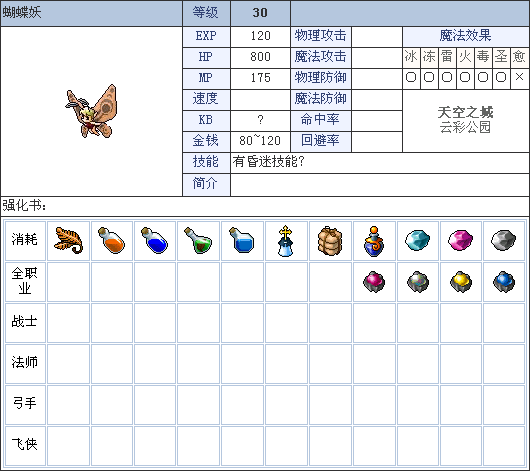 蝴蝶妖 等级 30
EXP 120 物理攻击 魔法效果
HP 800 魔法攻击 冰 冻 雷 火 毒 圣 愈
MP 175 物理防御 ○ ○ ○ ○ ○ ○ ×
速度 魔法防御
KB ? 命中率 天空之城
金钱 80~120 回避率 云彩公园
技能 有昏迷技能?
简介
强化书:
消耗
全职业
战士
法师
弓手
飞侠